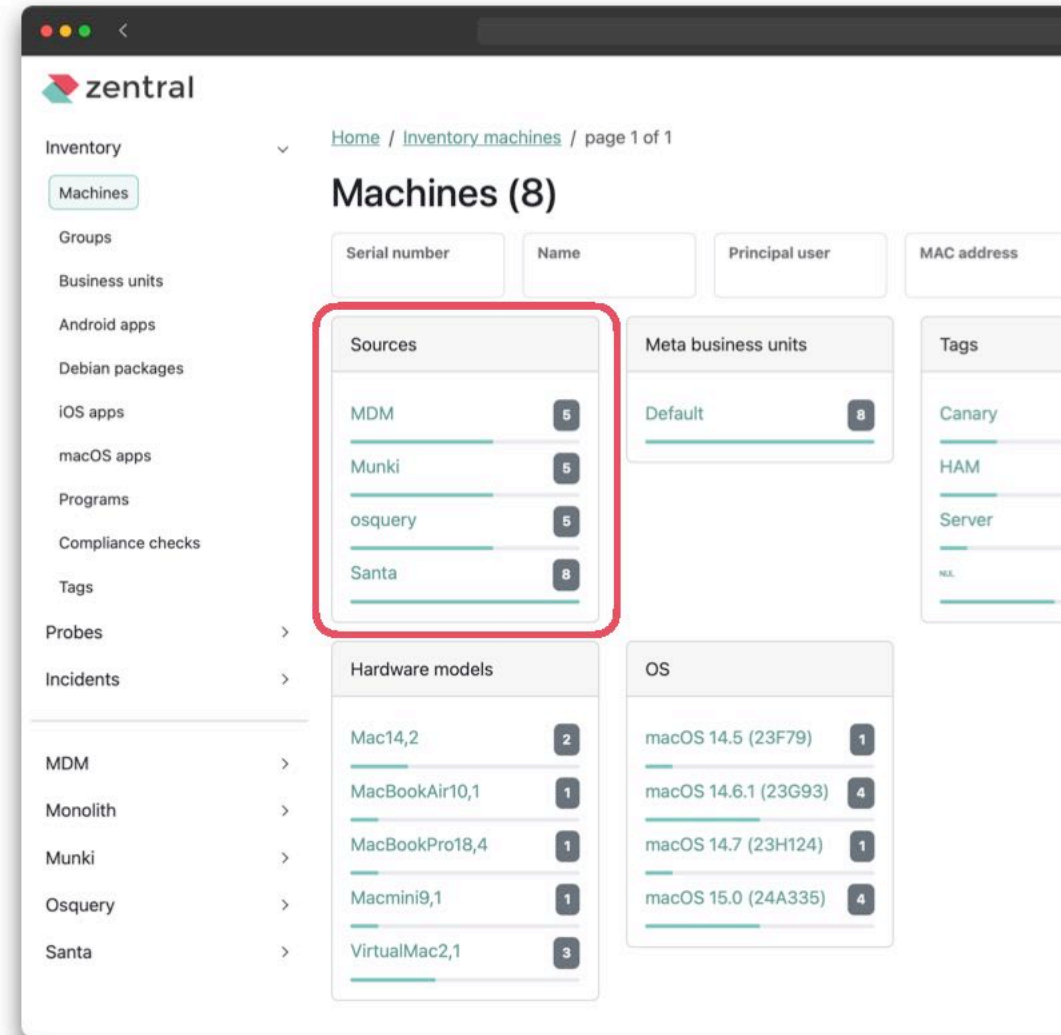 zentral
Inventory
Machines
Groups
Business units
Android apps
Debian packages
iOS apps
macOS apps
Programs
Compliance checks
Tags
Probes
Incidents
MDM
Monolith
Munki
Osquery
Santa
Home / Inventory machines / page 1 of 1
Machines (8)
Serial number
Name
Principal user
MAC address
Sources
MDM 5
Munki 5
osquery 5
Santa 8
Meta business units
Default 8
Tags
Canary
HAM
Server
NUL
Hardware models
Mac14,2 2
MacBookAir10,1 1
MacBookPro18,4 1
Macmini9,1 1
VirtualMac2,1 3
OS
macOS 14.5 (23F79) 1
macOS 14.6.1 (23G93) 4
macOS 14.7 (23H124) 1
macOS 15.0 (24A335) 4